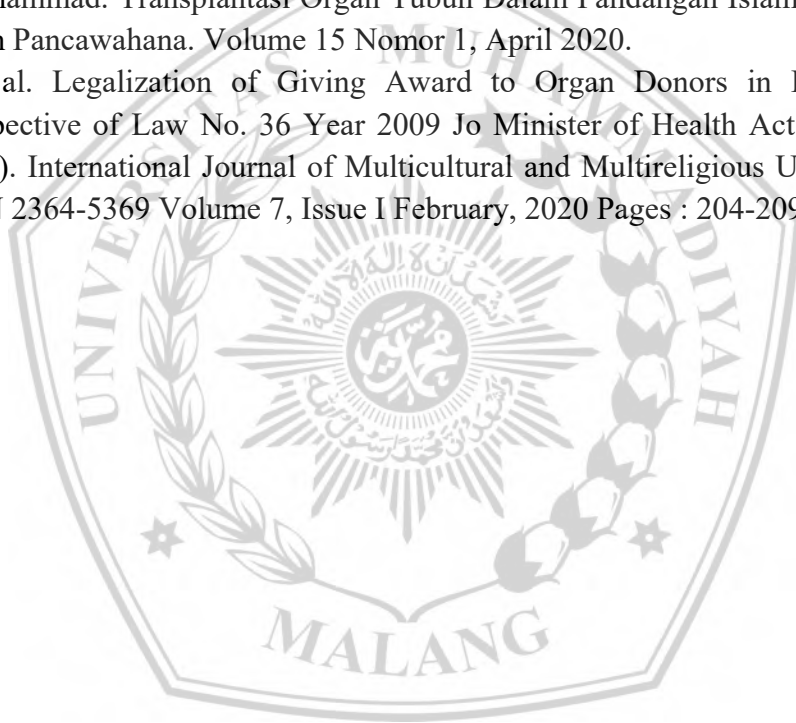 ammad. Transplantasi Organ Tubuh Dalam Pandangan Islam
Pancawahana. Volume 15 Nomor 1, April 2020.
al. Legalization of Giving Award to Organ Donors in
pective of Law No. 36 Year 2009 Jo Minister of Health Act
). International Journal of Multicultural and Multireligious U
2364-5369 Volume 7, Issue I February, 2020 Pages : 204-209
UNIVERSITAS MUHAMMADIYAH
MALANG